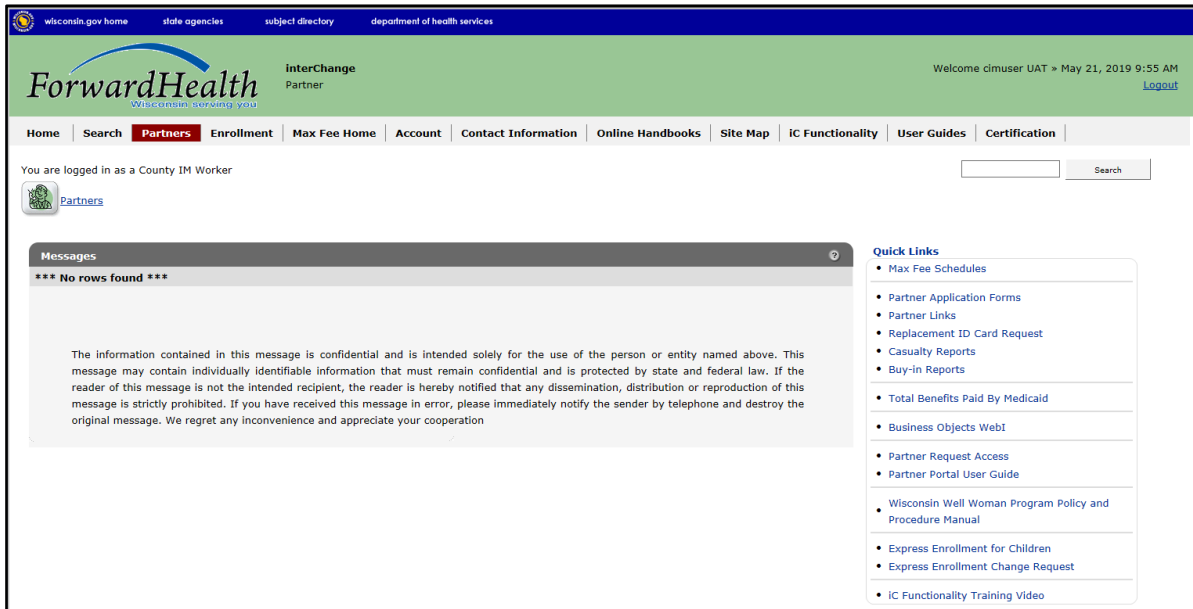 wisconsin.gov home state agencies subject directory department of health services
ForwardHealth
Wisconsin serving you
interChange
Partner
Welcome cimuser UAT » May 21, 2019 9:55 AM
Logout
Home Search Partners Enrollment Max Fee Home Account Contact Information Online Handbooks Site Map iC Functionality User Guides Certification
You are logged in as a County IM Worker
Search
Partners
Messages
*** No rows found ***
The information contained in this message is confidential and is intended solely for the use of the person or entity named above. This
message may contain individually identifiable information that must remain confidential and is protected by state and federal law. If the
reader of this message is not the intended recipient, the reader is hereby notified that any dissemination, distribution or reproduction of this
message is strictly prohibited. If you have received this message in error, please immediately notify the sender by telephone and destroy the
original message. We regret any inconvenience and appreciate your cooperation
Quick Links
Max Fee Schedules
Partner Application Forms
Partner Links
Replacement ID Card Request
Casualty Reports
Buy-in Reports
Total Benefits Paid By Medicaid
Business Objects WebI
Partner Request Access
Partner Portal User Guide
Wisconsin Well Woman Program Policy and
Procedure Manual
Express Enrollment for Children
Express Enrollment Change Request
iC Functionality Training Video